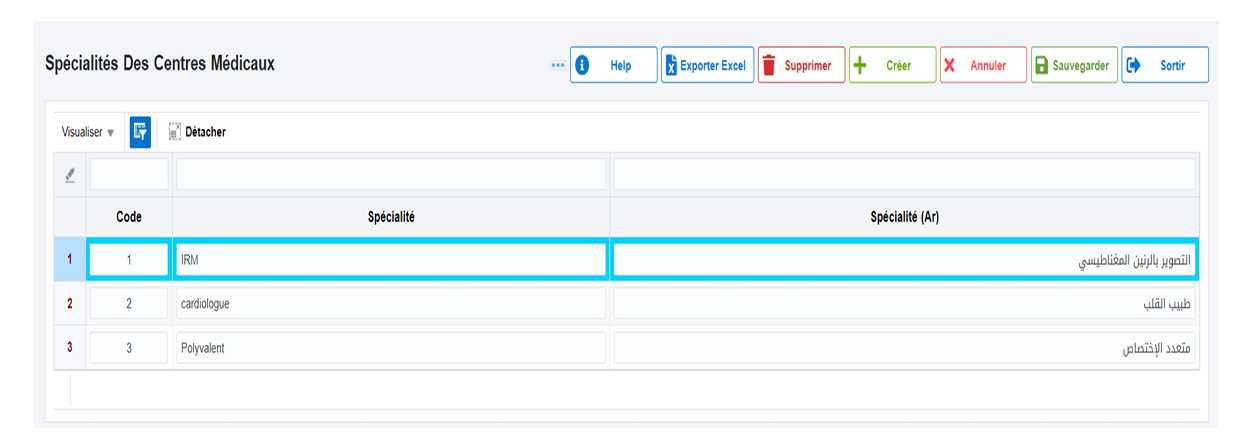 Spécialités Des Centres Médicaux
Help
Exporter Excel
Supprimer
Créer
Annuler
Sauvegarder
Sortir
Visualiser
Détacher
Code Spécialité Spécialité (Ar)
1 1 IRM التصوير بالرنين المغناطيسي
2 2 cardiologue طبيب القلب
3 3 Polyvalent متعدد الإختصاص